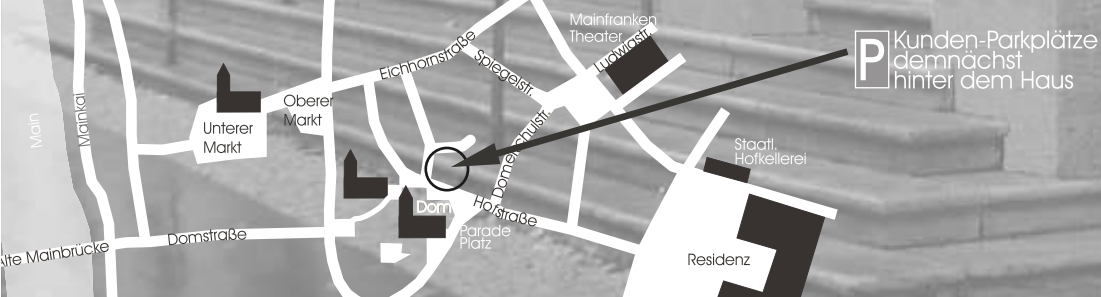 Mainfranken
Theater
Ludwigstr.
P
Kunden-Parkplätze
demnächst
hinter dem Haus
Eichhornstraße
Spiegelstr.
Oberer
Markt
Unterer
Markt
Main
Mainkai
Domerschulstr.
Staatl.
Hofkellerei
Dom
Hofstraße
Parade
Platz
Domstraße
Alte Mainbrücke
Residenz